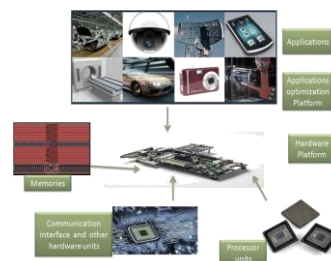 Applications
Applications
optimization
Platform
Hardware
Platform
Memories
Communication
interface and other
hardware units
Processor
units